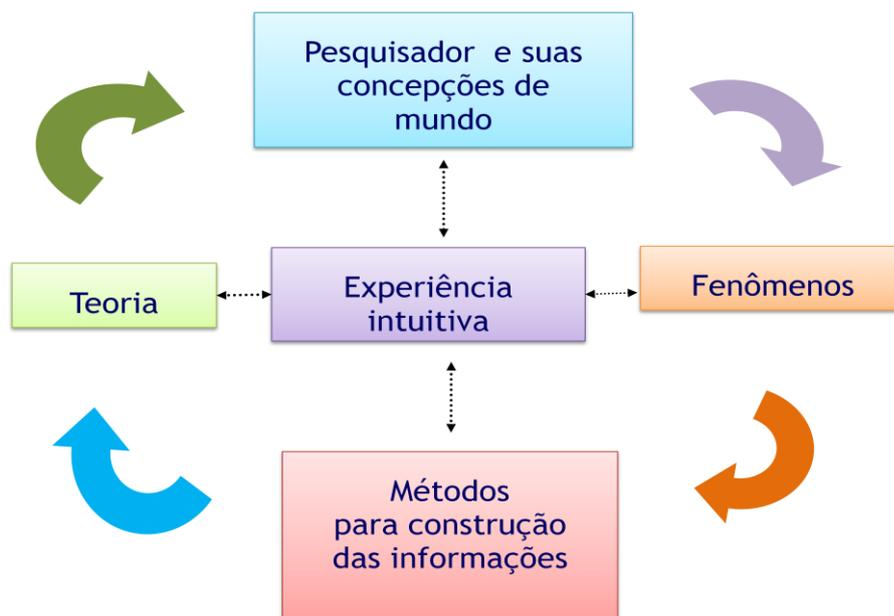 Pesquisador e suas
concepções de
mundo
Teoria
Experiência
intuitiva
Fenômenos
Métodos
para construção
das informações